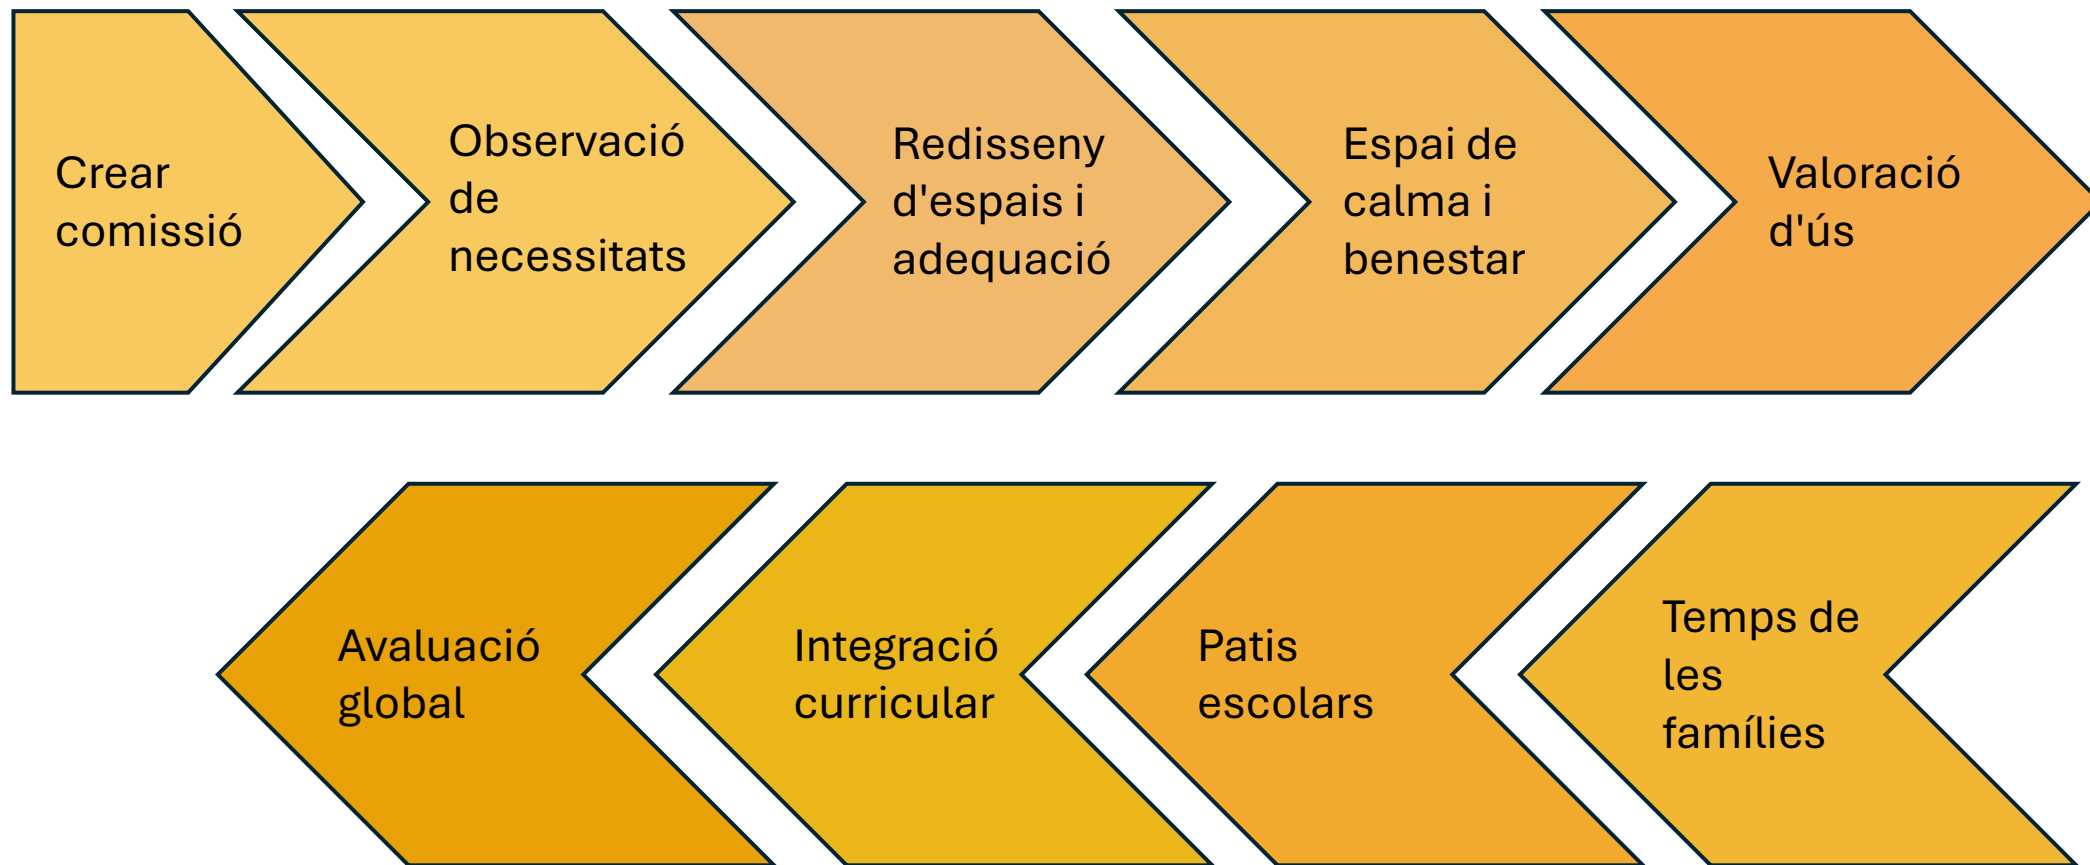 Crear
comissió
Observació
de
necessitats
Redisseny
d'espais i
adequació
Espai de
calma i
benestar
Valoració
d'ús
Temps de
les
famílies
Patis
escolars
Integració
curricular
Avaluació
global